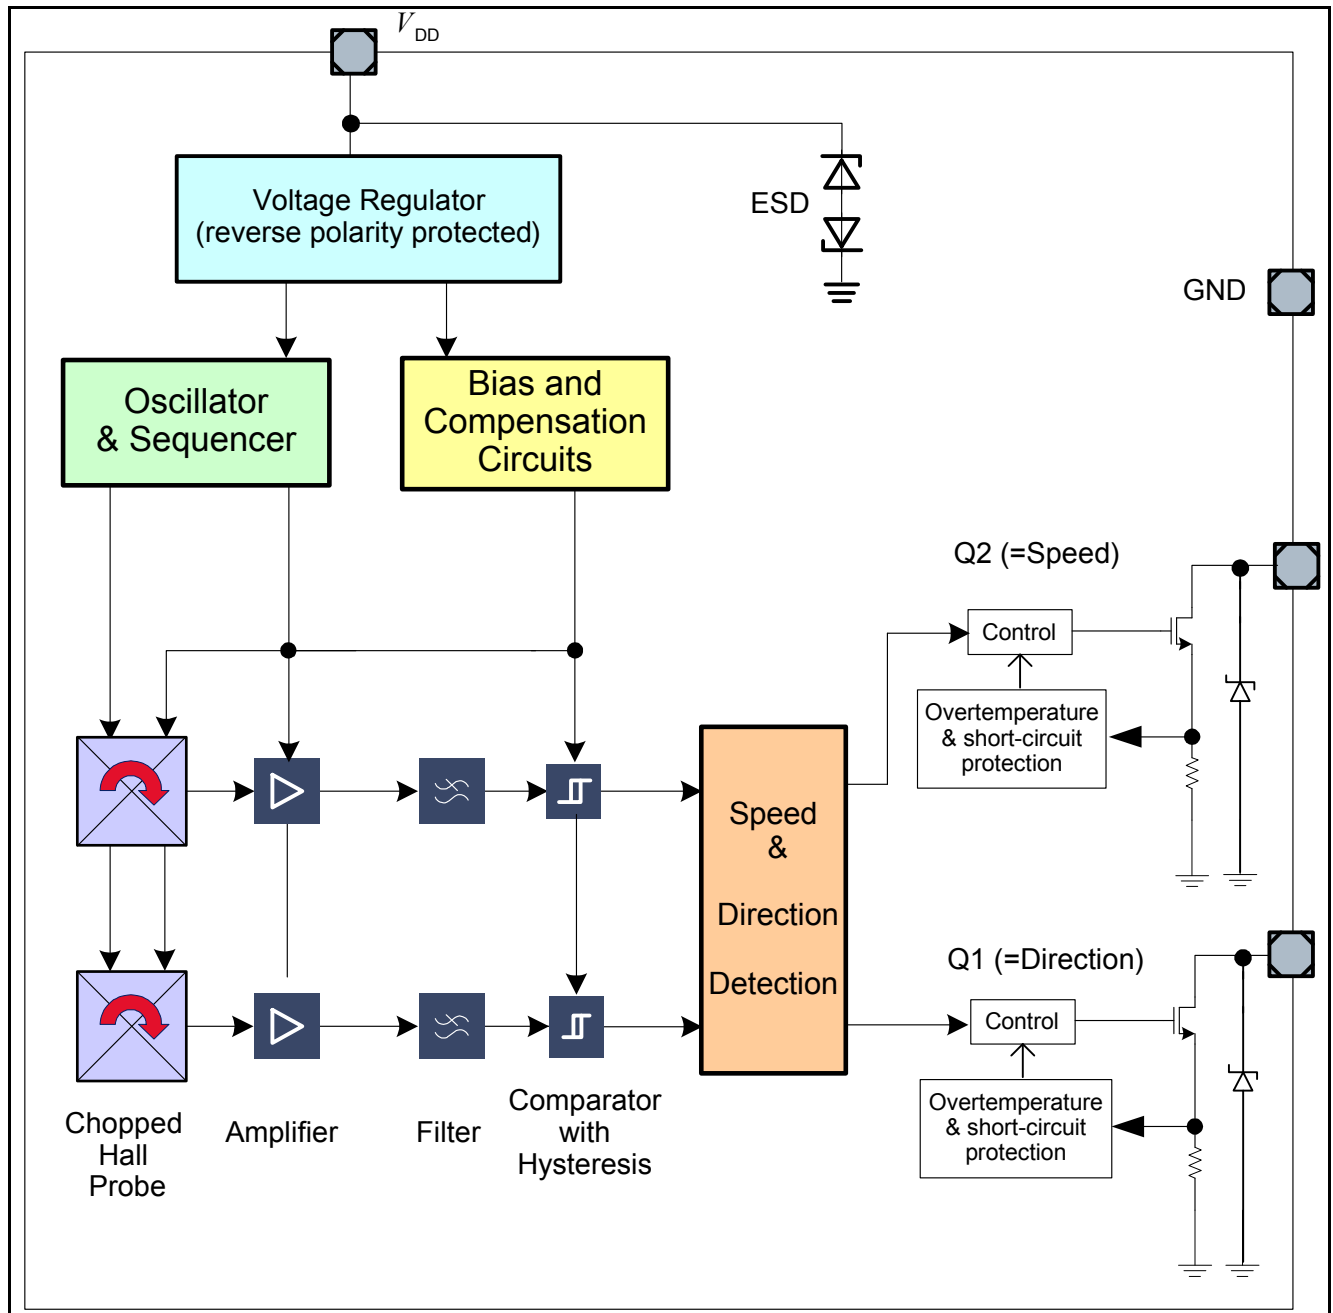 VDD
Voltage Regulator
(reverse polarity protected)
ESD
GND
Oscillator
& Sequencer
Bias and
Compensation
Circuits
Q2 (=Speed)
Control
Overtemperature
& short-circuit
protection
Speed
&
Direction
Detection
Q1 (=Direction)
Control
Overtemperature
& short-circuit
protection
Chopped
Hall
Probe
Amplifier
Filter
Comparator
with
Hysteresis